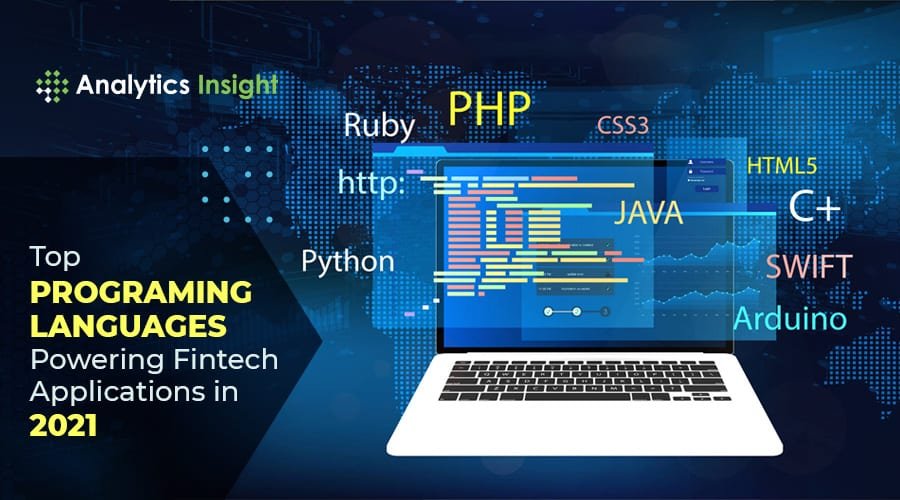 Analytics Insight
Ruby
PHP
CSS3
http:
HTML5
JAVA
C+
Python
SWIFT
Arduino
Top
PROGRAMING
LANGUAGES
Powering Fintech
Applications in
2021
Login